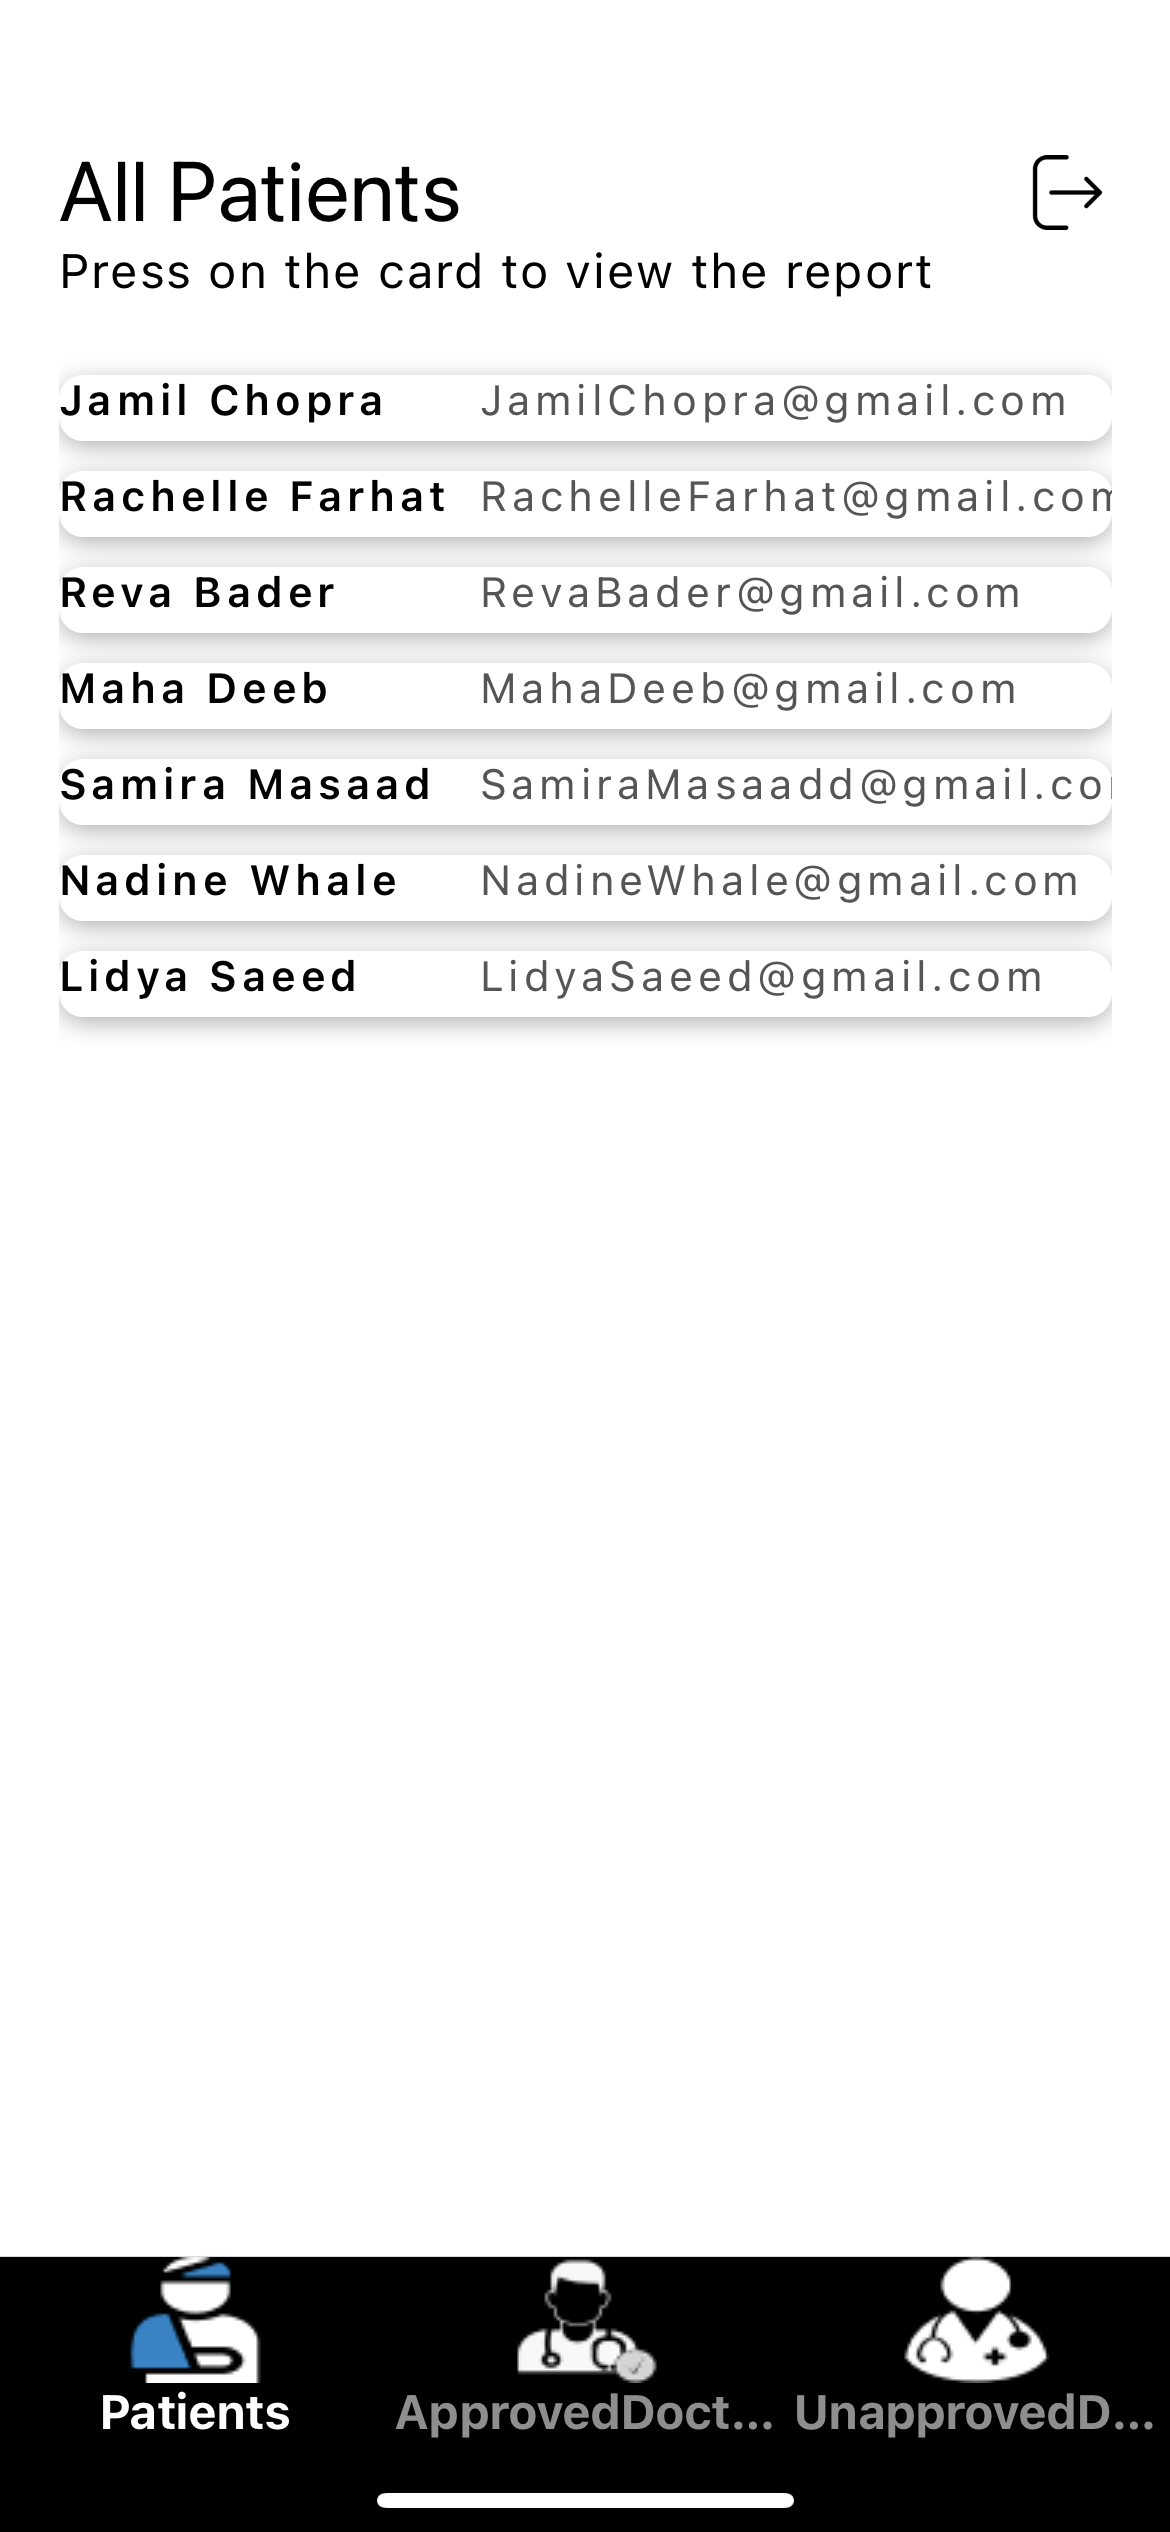 All Patients
Press on the card to view the report
Jamil Chopra JamilChopra@gmail.com
Rachelle Farhat RachelleFarhat@gmail.com
Reva Bader RevaBader@gmail.com
Maha Deeb MahaDeeb@gmail.com
Samira Masaad SamiraMasaadd@gmail.co
Nadine Whale NadineWhale@gmail.com
Lidya Saeed LidyaSaeed@gmail.com
Patients ApprovedDoct... UnapprovedD...